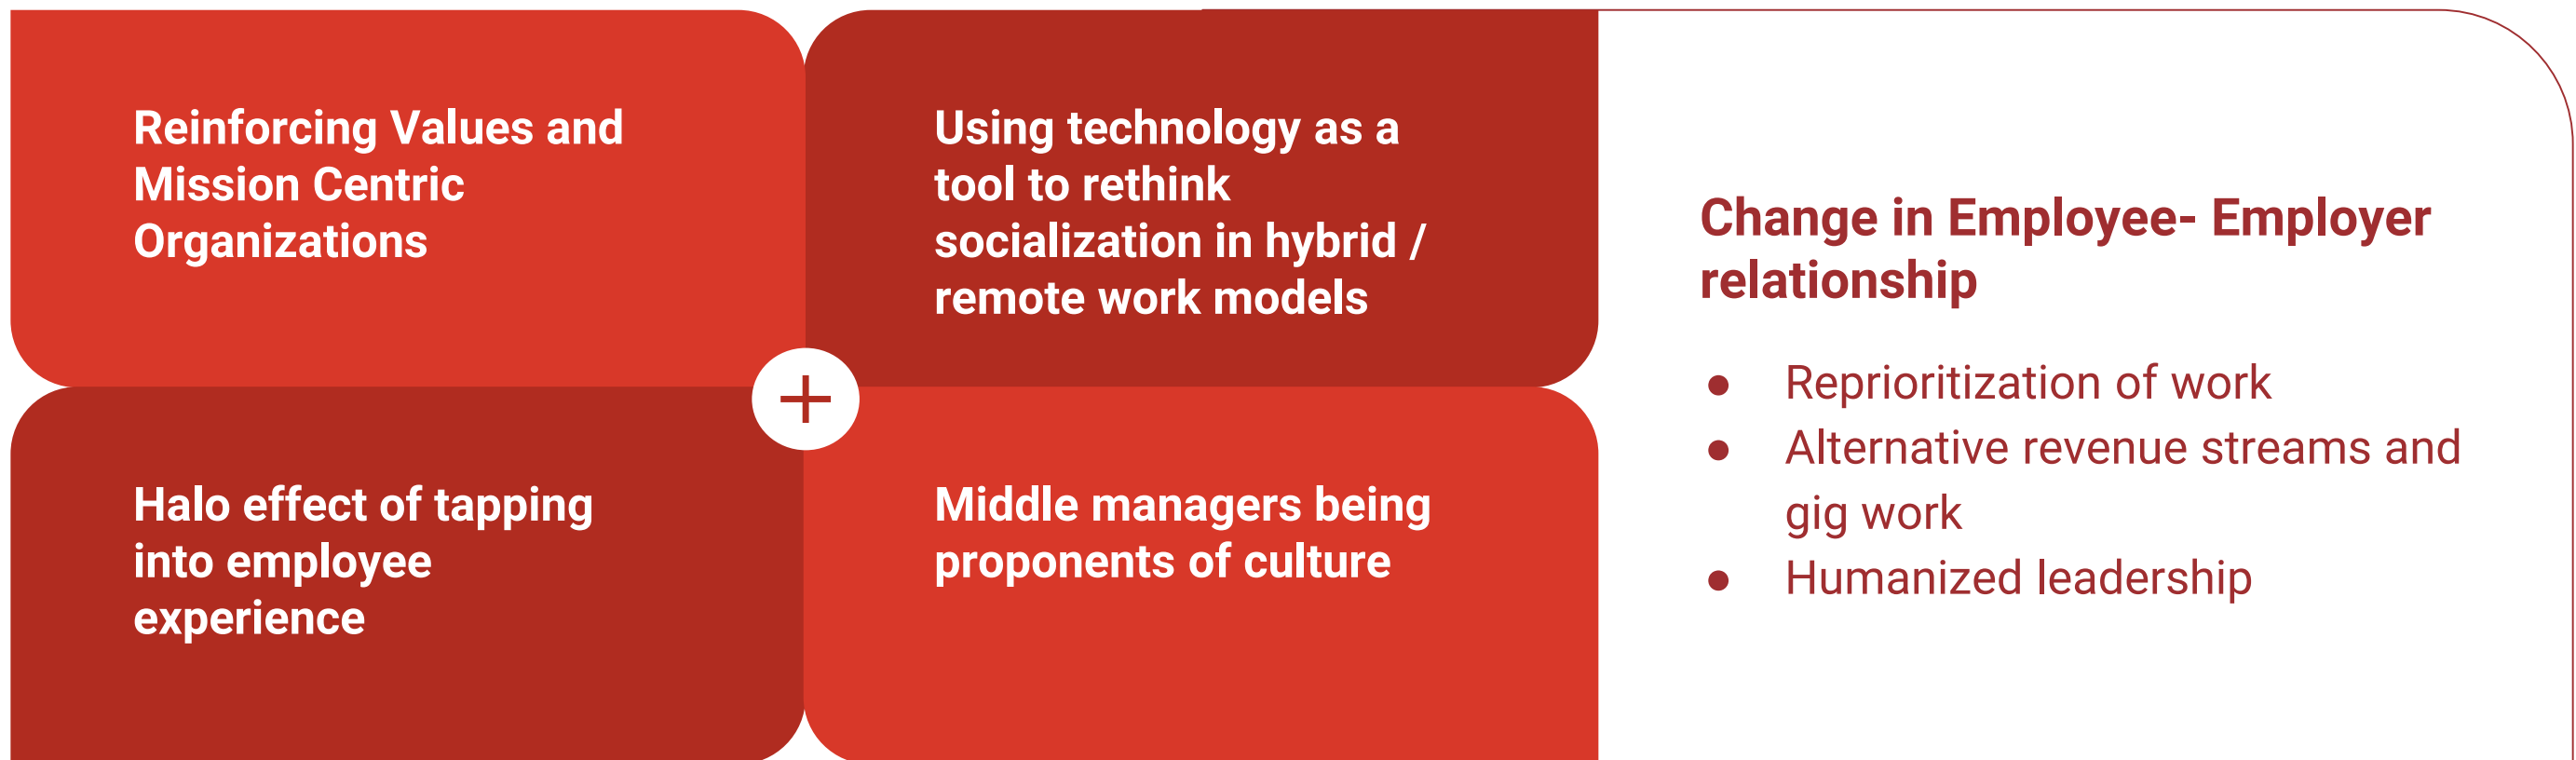 Reinforcing Values and
Mission Centric
Organizations
Using technology as a
tool to rethink
socialization in hybrid /
remote work models
Halo effect of tapping
into employee
experience
Middle managers being
proponents of culture
Change in Employee- Employer
relationship
● Reprioritization of work
● Alternative revenue streams and
gig work
● Humanized leadership